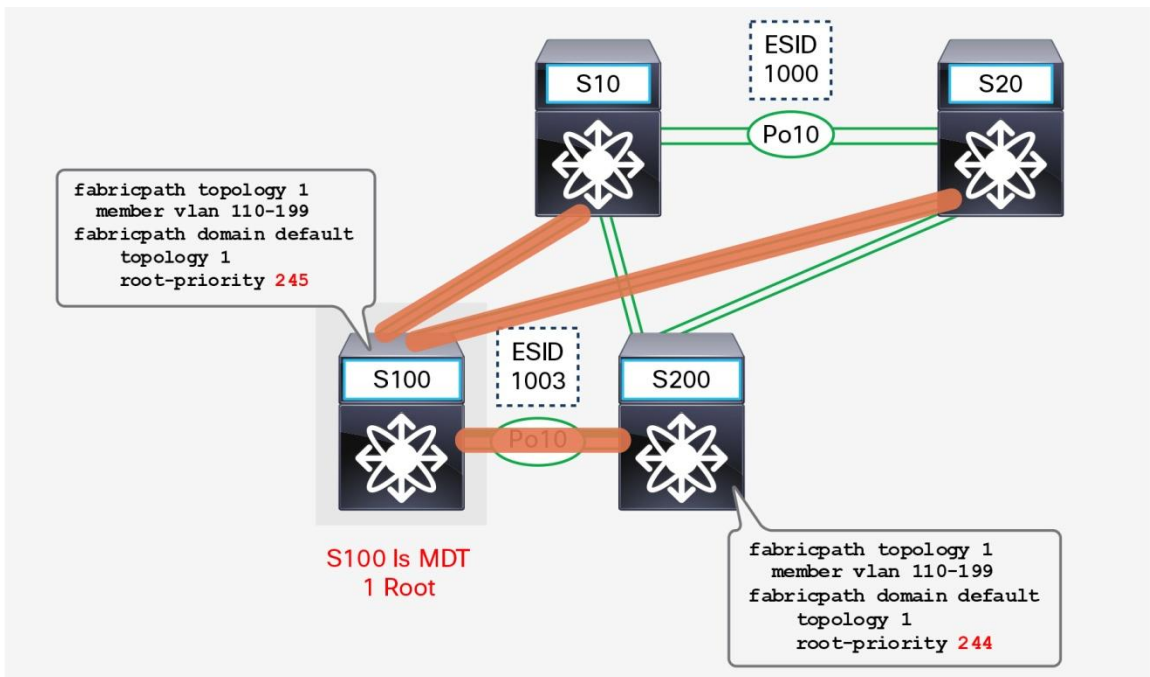 ESID
1000
S10
S20
Po10
fabricpath topology 1
member vlan 110-199
fabricpath domain default
topology 1
root-priority 245
ESID
1003
S100
S200
Po10
S100 Is MDT
1 Root
fabricpath topology 1
member vlan 110-199
fabricpath domain default
topology 1
root-priority 244